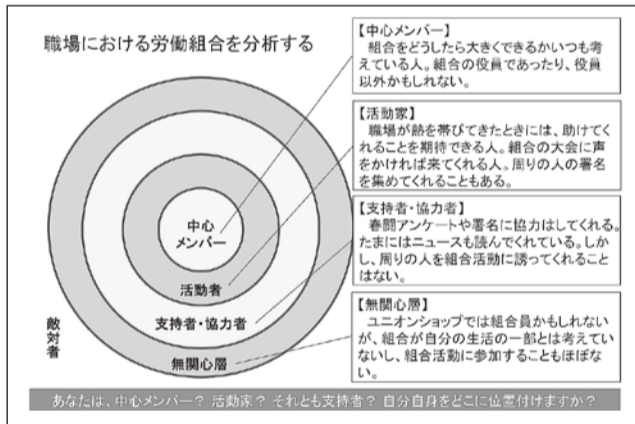 職場における労働組合を分析する
中心
メンバー
活動者
支持者・協力者
無関心層
敵対者
【中心メンバー】
組合をどうしたら大きくできるかいつも考
えている人。組合の役員であったり、役員
以外かもしれない。
【活動家】
職場が熱を帯びてきたときには、助けてく
れることを期待できる人。組合の大会に声
をかければ来てくれる人。周りの人の署名
を集めてくれることもある。
【支持者・協力者】
春闘アンケートや署名に協力はしてくれる。
たまにはニュースも読んでくれている。しか
し、周りの人を組合活動に誘ってくれること
はない。
【無関心層】
ユニオンショップでは組合員かもしれない
が、組合が自分の生活の一部とは考えてい
ないし、組合活動に参加することもほぼな
い。
あなたは、中心メンバー？ 活動家？ それとも支持者？ 自分自身をどこに位置付けますか？